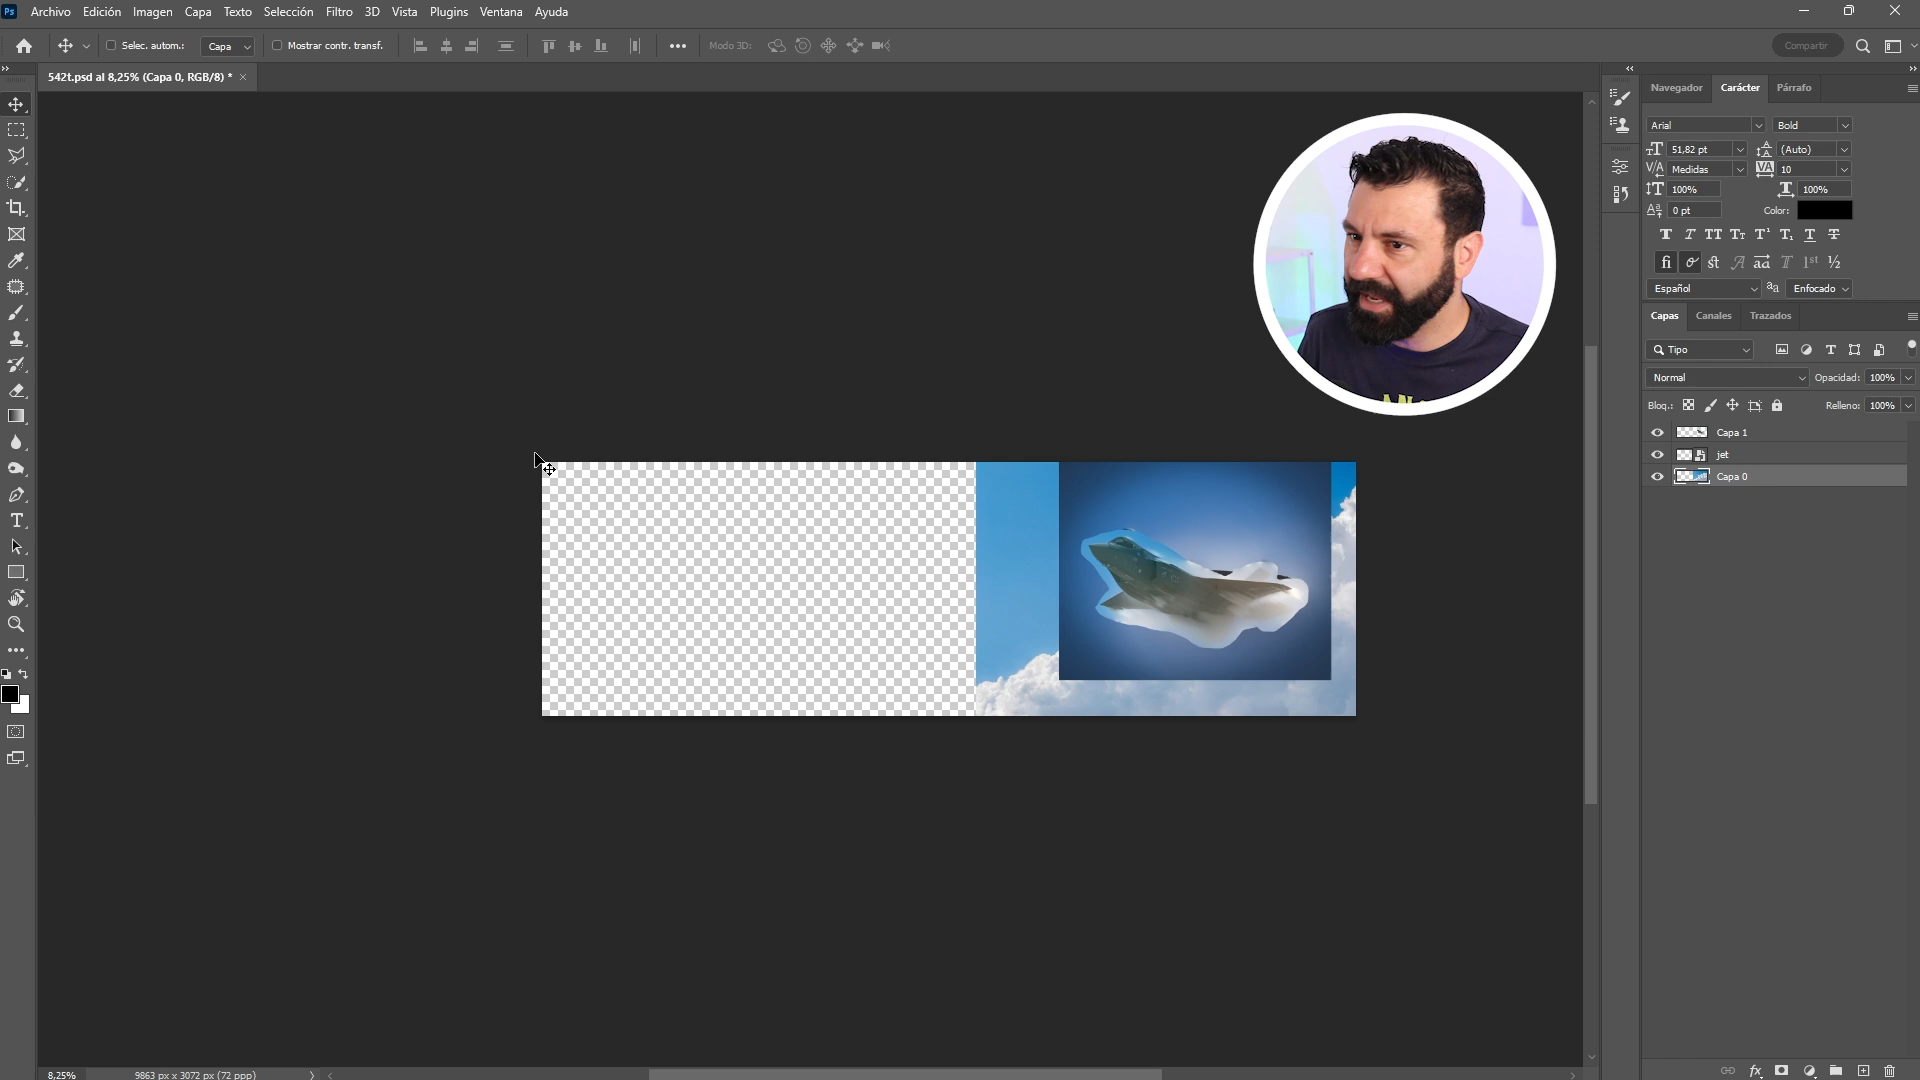 Ps Archivo Edición Imagen Capa Texto Selección Filtro 3D Vista Plugins Ventana Ayuda
Selec. autom.: Capa Mostrar contr. transf. Modo 3D: Compartir
542t.psd al 8,25% (Capa 0, RGB/8) *
Navegador Carácter Párrafo
Arial Bold
51,82 pt (Auto)
Medidas 10
100% 100%
0 pt Color:
Español aa Enfocado
Capas Canales Trazados
Tipo
Normal Opacidad: 100%
Bloq.: Relleno: 100%
Capa 1
jet
Capa 0
8,25% 9863 px x 3072 px (72 ppp)